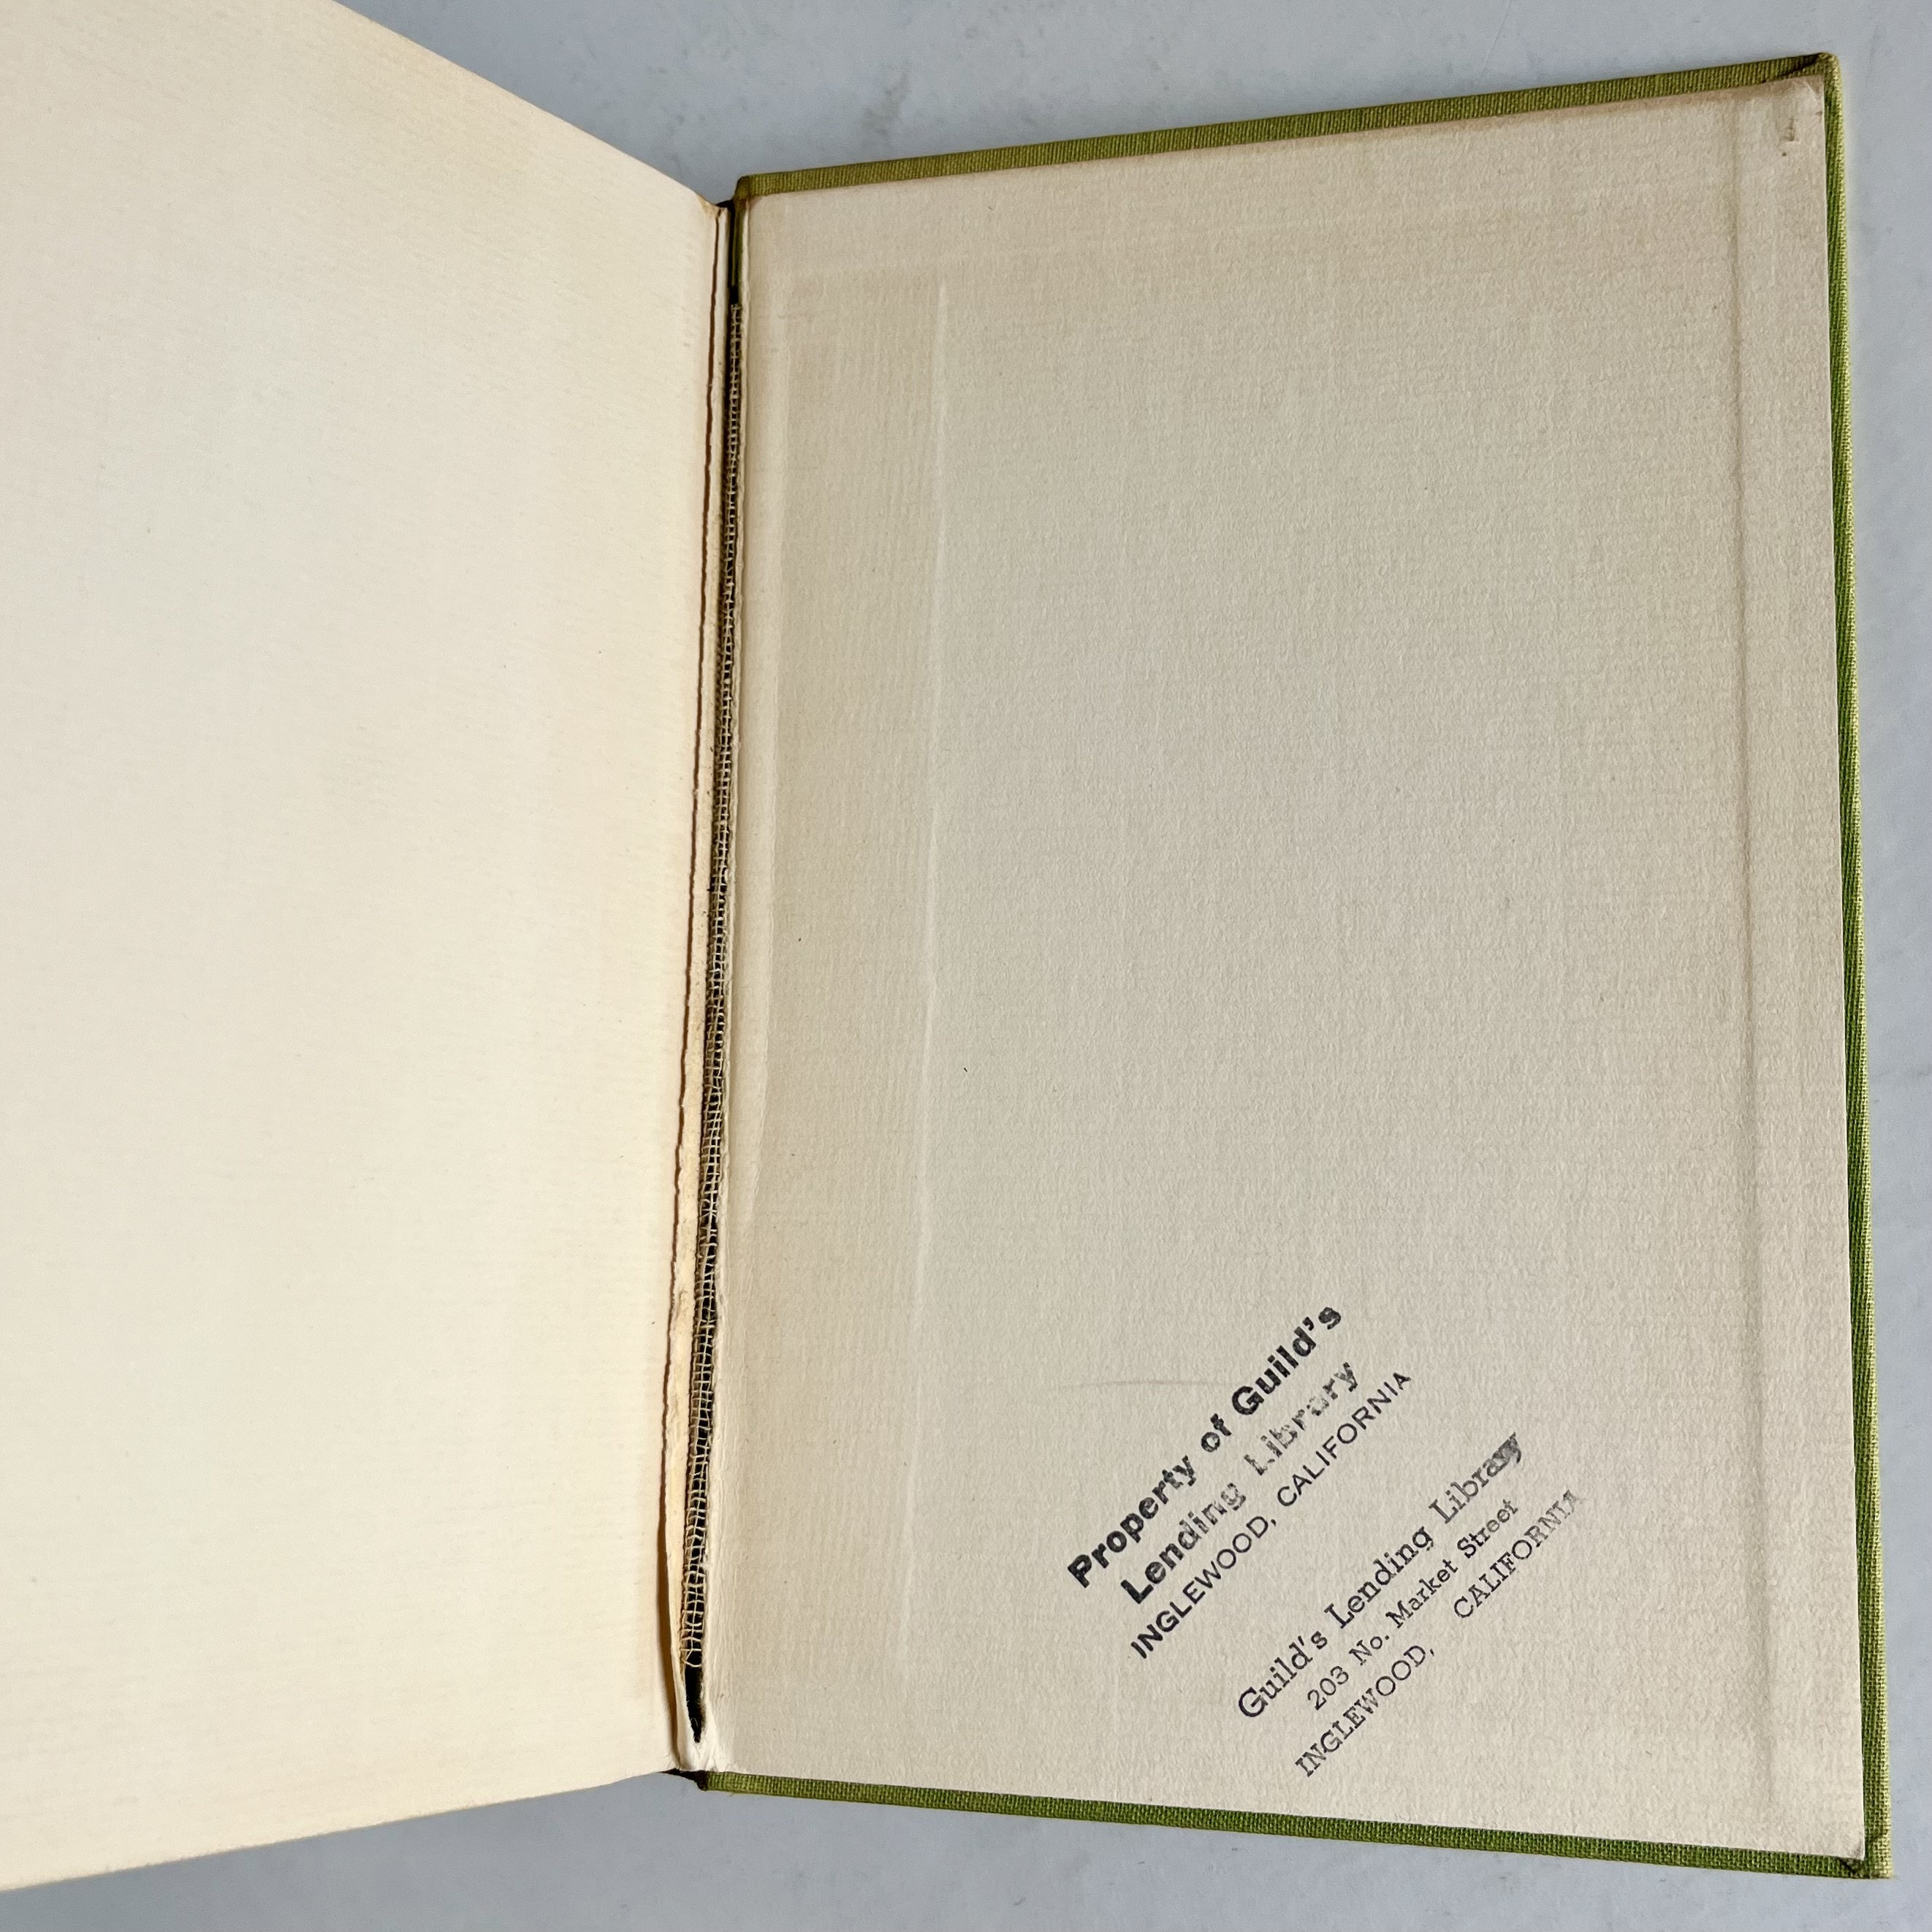 Property of Guild's
Lending Library
INGLEWOOD, CALIFORNIA
Guild's Lending Library
203 No. Market Street
INGLEWOOD, CALIFORNIA